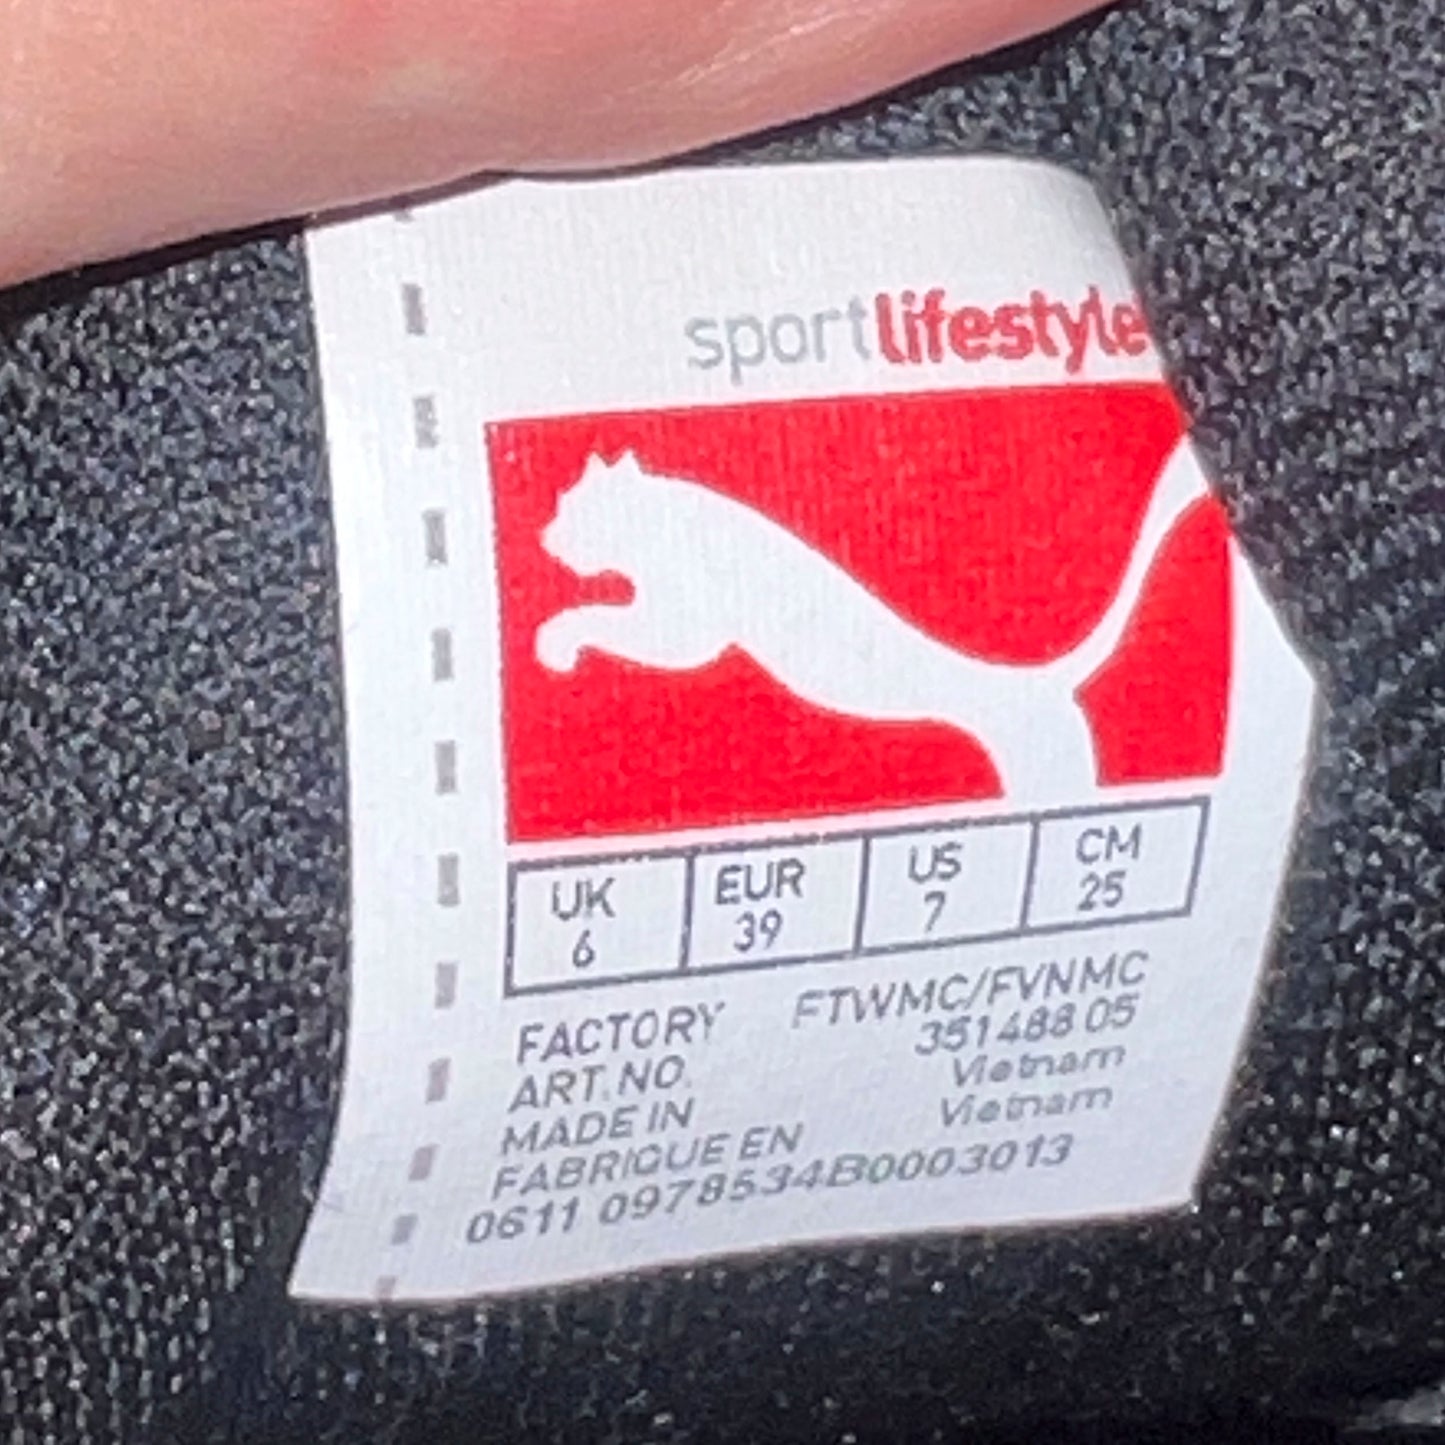 sportlifestyle
UK EUR US CM
6 39 7 25
FACTORY FTWMC/FVNMC
ART.NO. 351488 05
MADE IN Vietnam
FABRIQUE EN Vietnam
0611 0978534B0003013